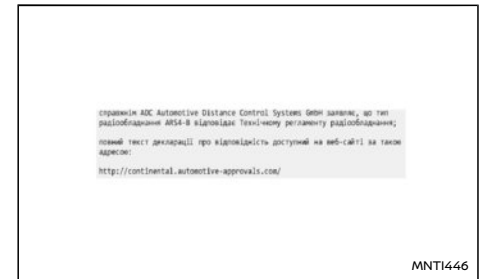 справжнім ADC Automotive Distance Control Systems GmbH заявляє, що тип
радіообладнання ARS4-B відповідає Технічному регламенту радіообладнання;
повний текст декларації про відповідність доступний на веб-сайті за такою
адресою:
http://continental.automotive-approvals.com/
MNTI446